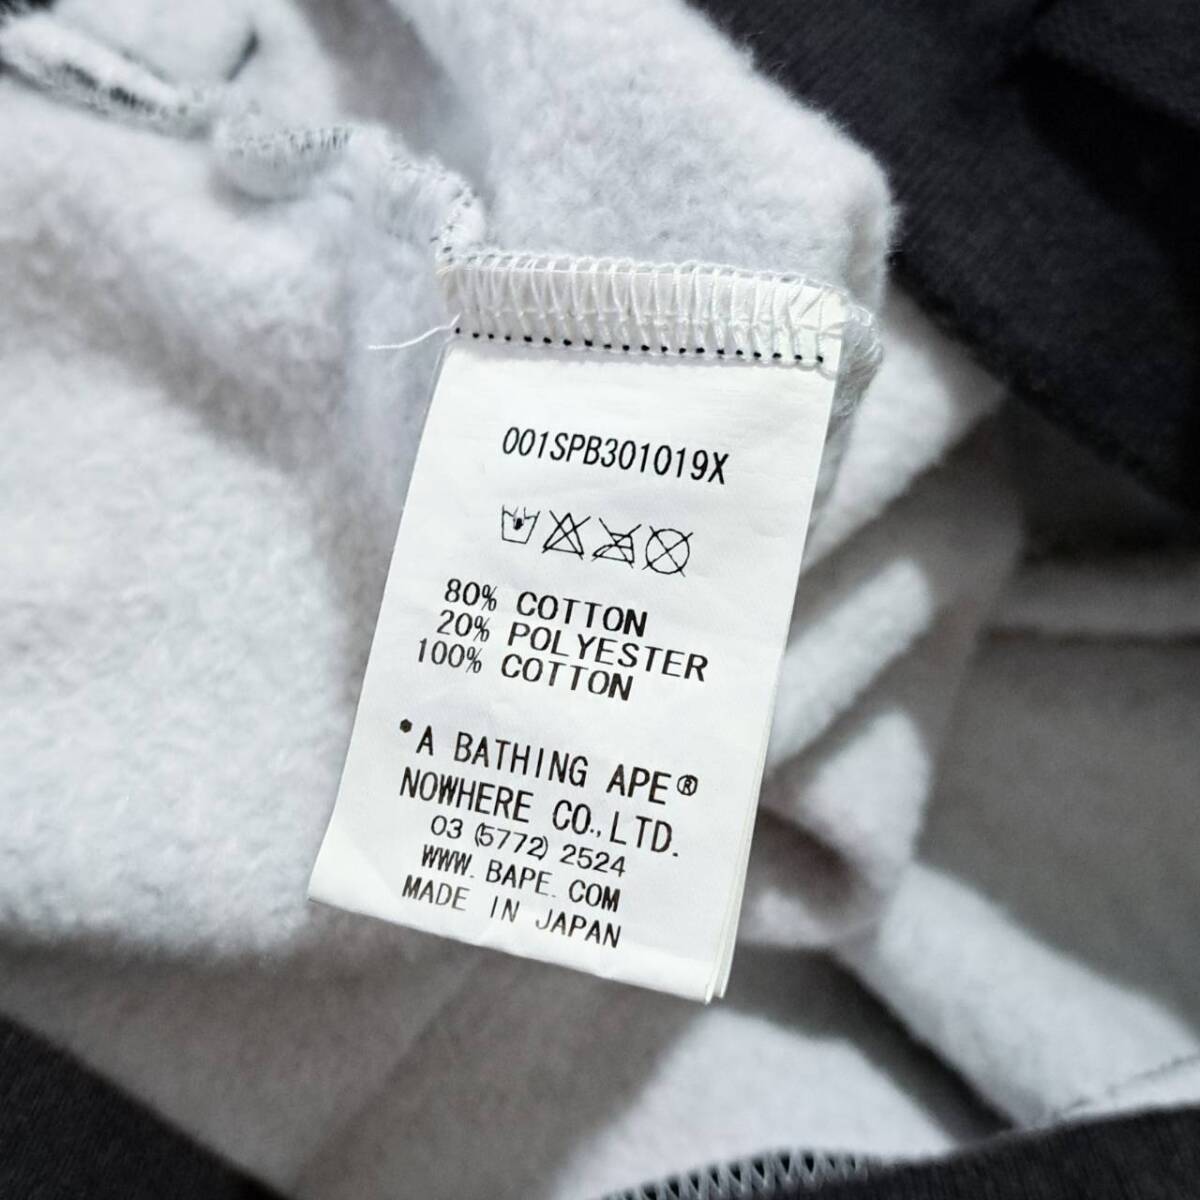 001SPB301019X
80% COTTON
20% POLYESTER
100% COTTON
*A BATHING APE®
NOWHERE CO.,LTD.
03 (5772) 2524
WWW. BAPE. COM
MADE IN JAPAN